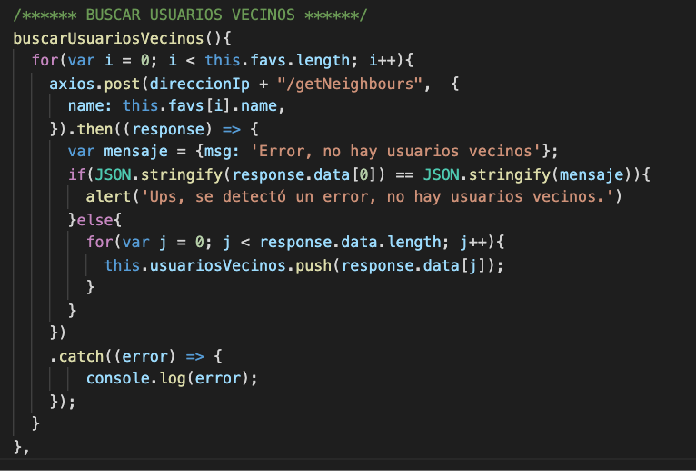 /****** BUSCAR USUARIOS VECINOS ******/
buscarUsuariosVecinos(){
for(var i = 0; i < this.favs.length; i++){
axios.post(direccionIp + "/getNeighbours",  {
name: this.favs[i].name,
}).then((response) => {
var mensaje = {msg: 'Error, no hay usuarios vecinos'};
if(JSON.stringify(response.data[0]) == JSON.stringify(mensaje)){
alert('Ups, se detectó un error, no hay usuarios vecinos.')
}else{
for(var j = 0; j < response.data.length; j++){
this.usuariosVecinos.push(response.data[j]);
}
}
})
.catch((error) => {
console.log(error);
});
}
},